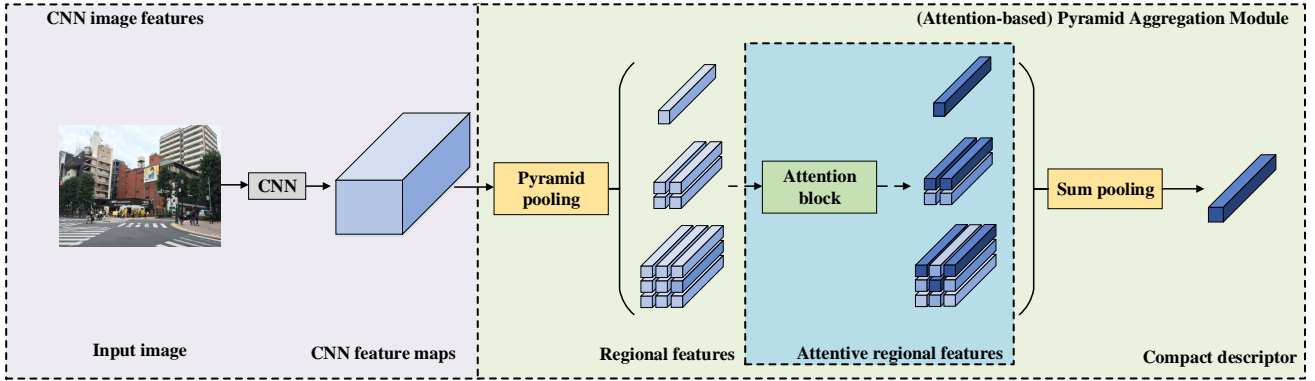 CNN image features
(Attention-based) Pyramid Aggregation Module
CNN
Pyramid
pooling
Attention
block
Sum pooling
Input image
CNN feature maps
Regional features
Attentive regional features
Compact descriptor